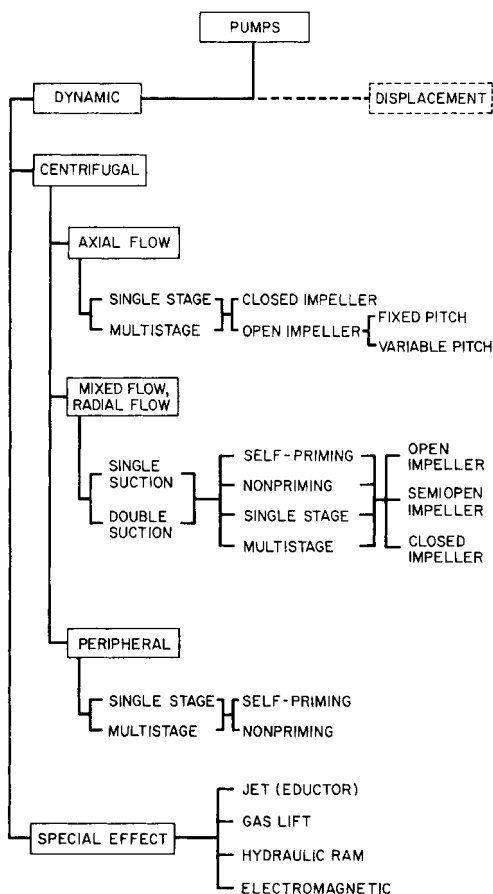 PUMPS
DYNAMIC
DISPLACEMENT
CENTRIFUGAL
AXIAL FLOW
SINGLE STAGE
MULTISTAGE
CLOSED IMPELLER
OPEN IMPELLER
FIXED PITCH
VARIABLE PITCH
MIXED FLOW,
RADIAL FLOW
SINGLE
SUCTION
DOUBLE
SUCTION
SELF-PRIMING
NONPRIMING
SINGLE STAGE
MULTISTAGE
OPEN
IMPELLER
SEMIOPEN
IMPELLER
CLOSED
IMPELLER
PERIPHERAL
SINGLE STAGE
MULTISTAGE
SELF-PRIMING
NONPRIMING
SPECIAL EFFECT
JET (EDUCTOR)
GAS LIFT
HYDRAULIC RAM
ELECTROMAGNETIC